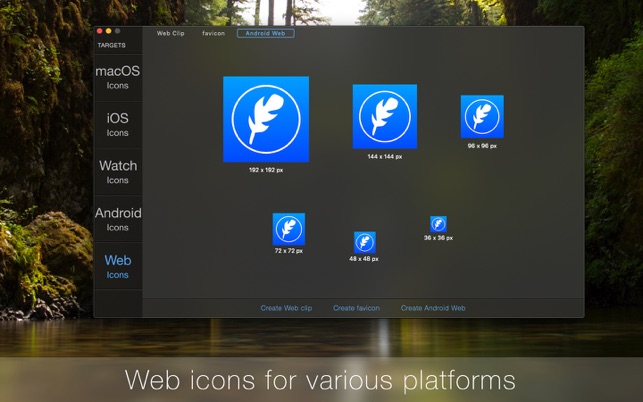 Web Clip favicon Android Web
TARGETS
macOS
Icons
iOS
Icons
Watch
Icons
Android
Icons
Web
Icons
192 x 192 px
144 x 144 px
96 x 96 px
72 x 72 px
48 x 48 px
36 x 36 px
Create Web clip Create favicon Create Android Web
Web icons for various platforms